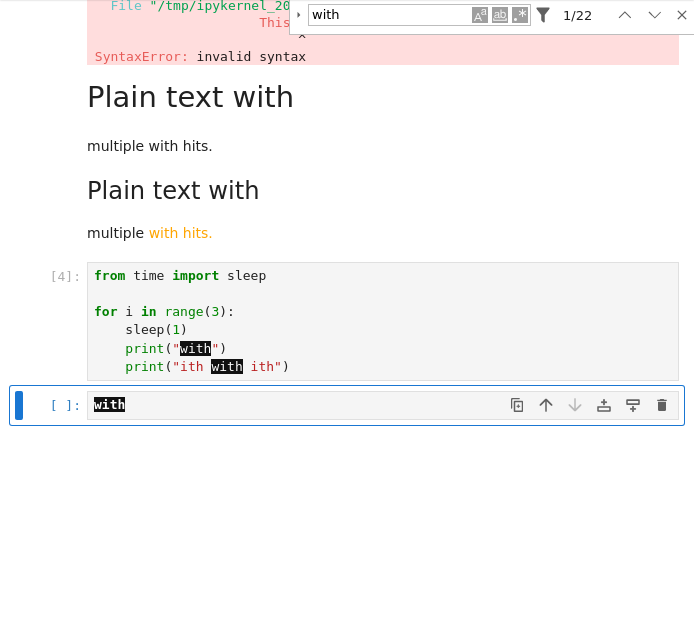 File "/tmp/ipykernel_20
with
Aa
ab
.*
1/22
This
^
SyntaxError: invalid syntax
Plain text with
multiple with hits.
Plain text with
multiple with hits.
[4]:
from time import sleep
for i in range(3):
sleep(1)
print("with")
print("ith with ith")
[ ]:
with